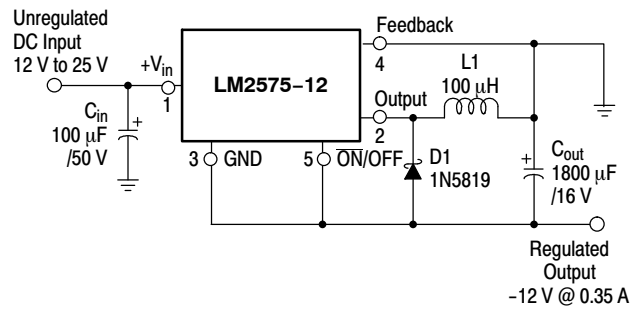 Unregulated
DC Input
12 V to 25 V
+Vin
1
Cin
100 μF
/50 V
+
LM2575−12
Feedback
4
Output
2
L1
100 μH
3
GND
5
ON/OFF
D1
1N5819
+
Cout
1800 μF
/16 V
Regulated
Output
−12 V @ 0.35 A